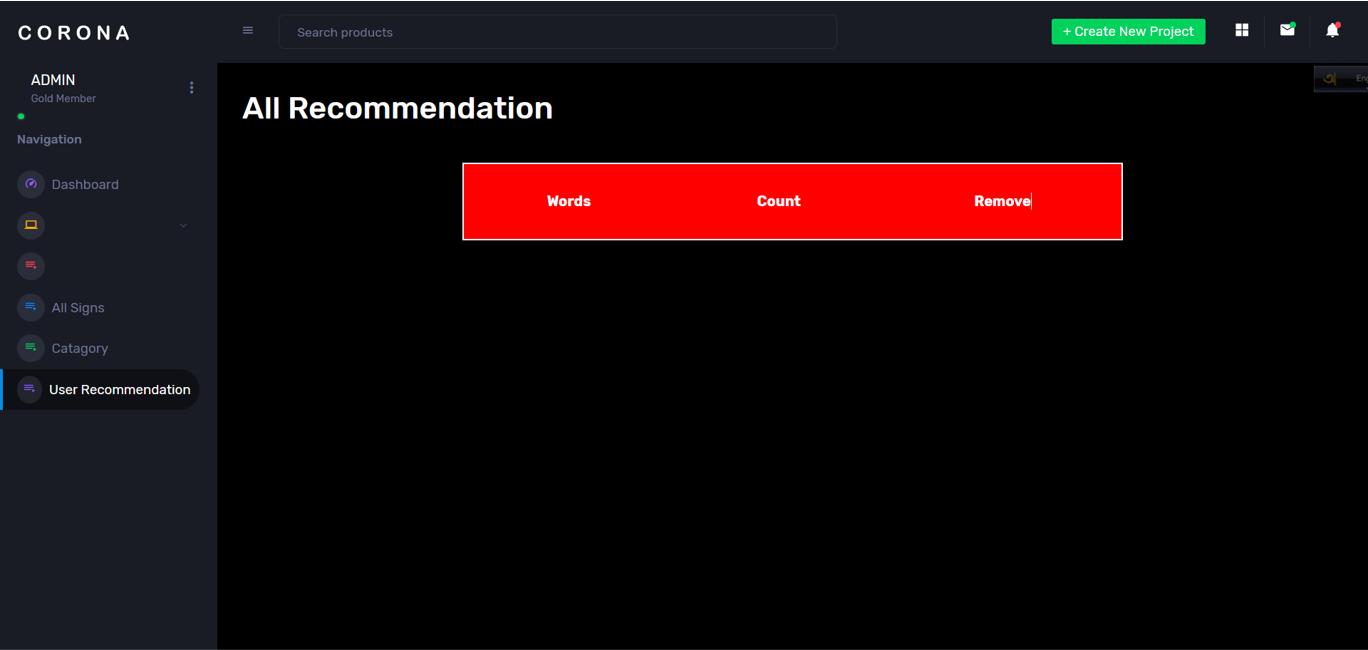 CORONA
Search products
+ Create New Project
ADMIN
Gold Member
Navigation
Dashboard
All Signs
Catagory
User Recommendation
All Recommendation
Words Count Remove